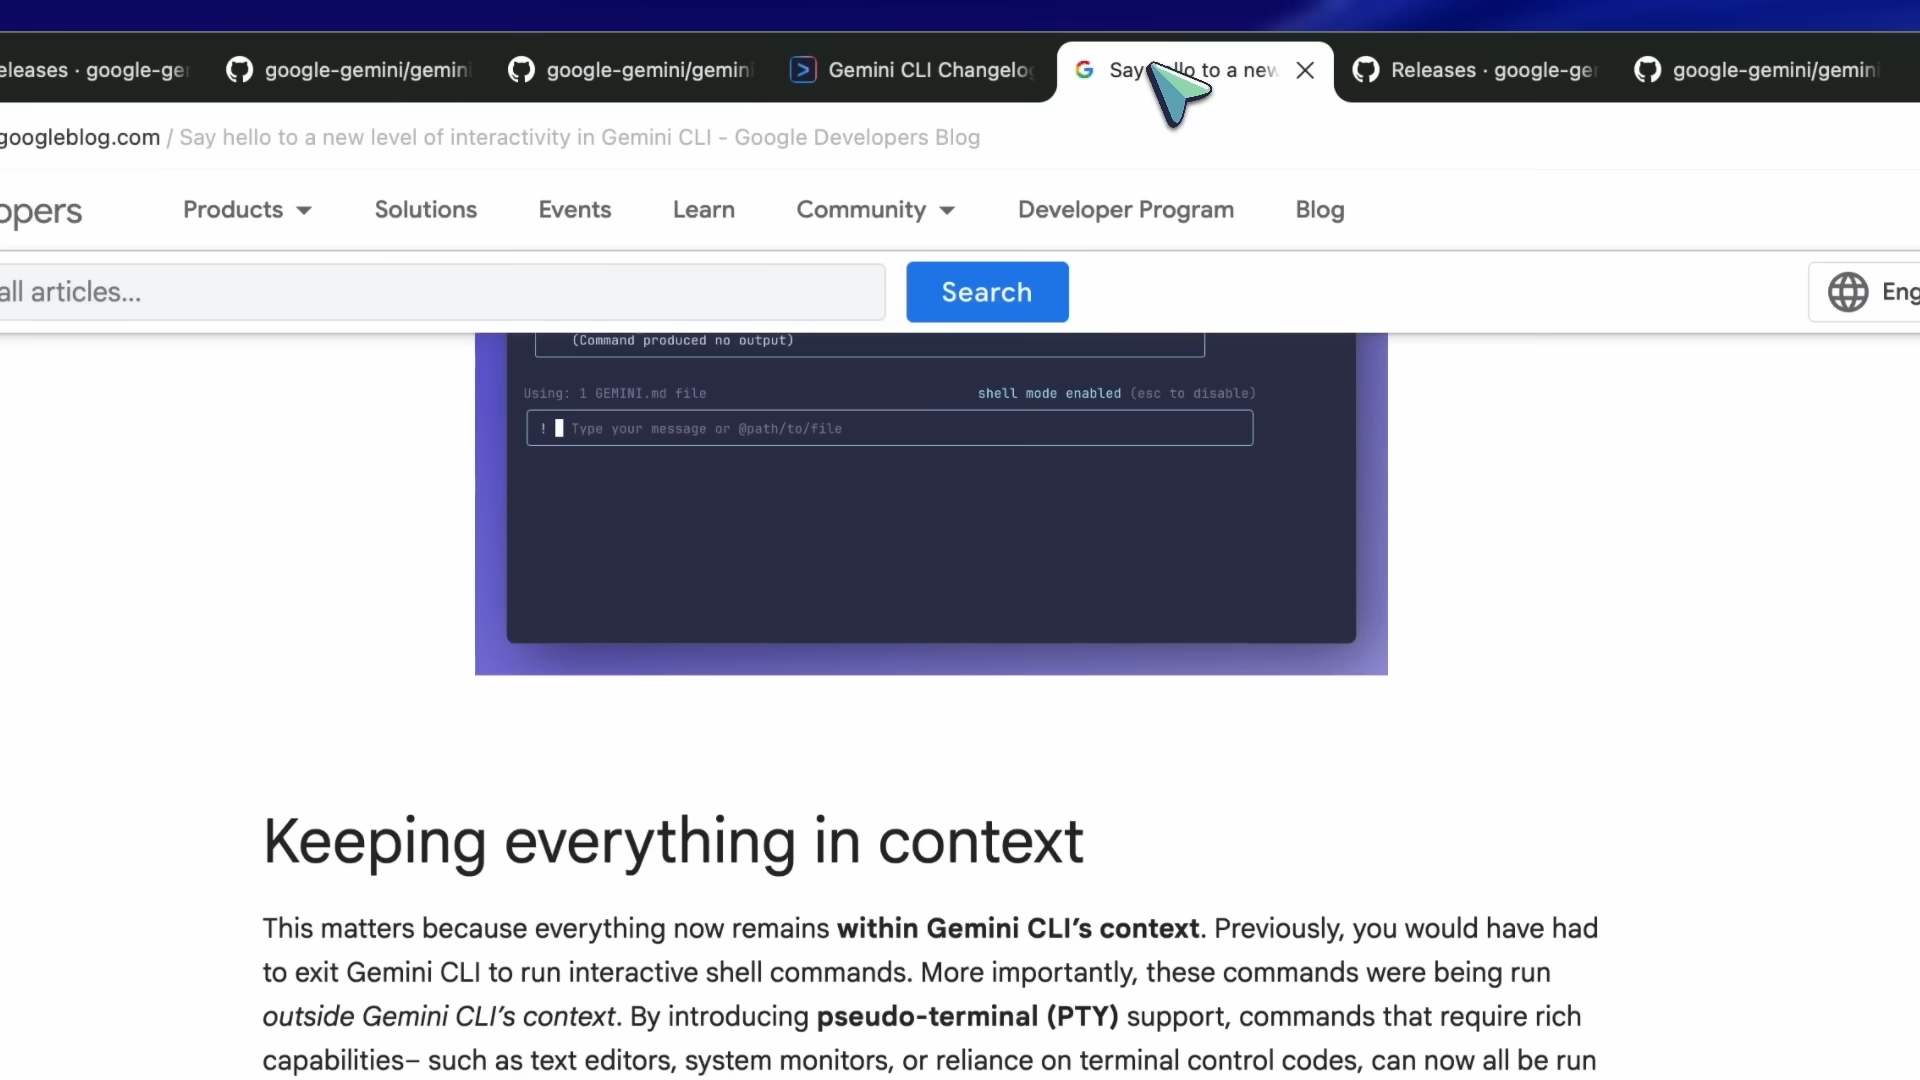 eleases · google-ge
google-gemini/gemini
google-gemini/gemini
Gemini CLI Changelog
Say hello to a new
Releases · google-ge
google-gemini/gemini
googleblog.com / Say hello to a new level of interactivity in Gemini CLI - Google Developers Blog
opers
Products
Solutions
Events
Learn
Community
Developer Program
Blog
all articles...
Search
Eng
(Command produced no output)
Using: 1 GEMINI.md file
shell mode enabled (esc to disable)
! Type your message or @path/to/file
Keeping everything in context
This matters because everything now remains within Gemini CLI’s context. Previously, you would have had
to exit Gemini CLI to run interactive shell commands. More importantly, these commands were being run
outside Gemini CLI’s context. By introducing pseudo-terminal (PTY) support, commands that require rich
capabilities– such as text editors, system monitors, or reliance on terminal control codes, can now all be run